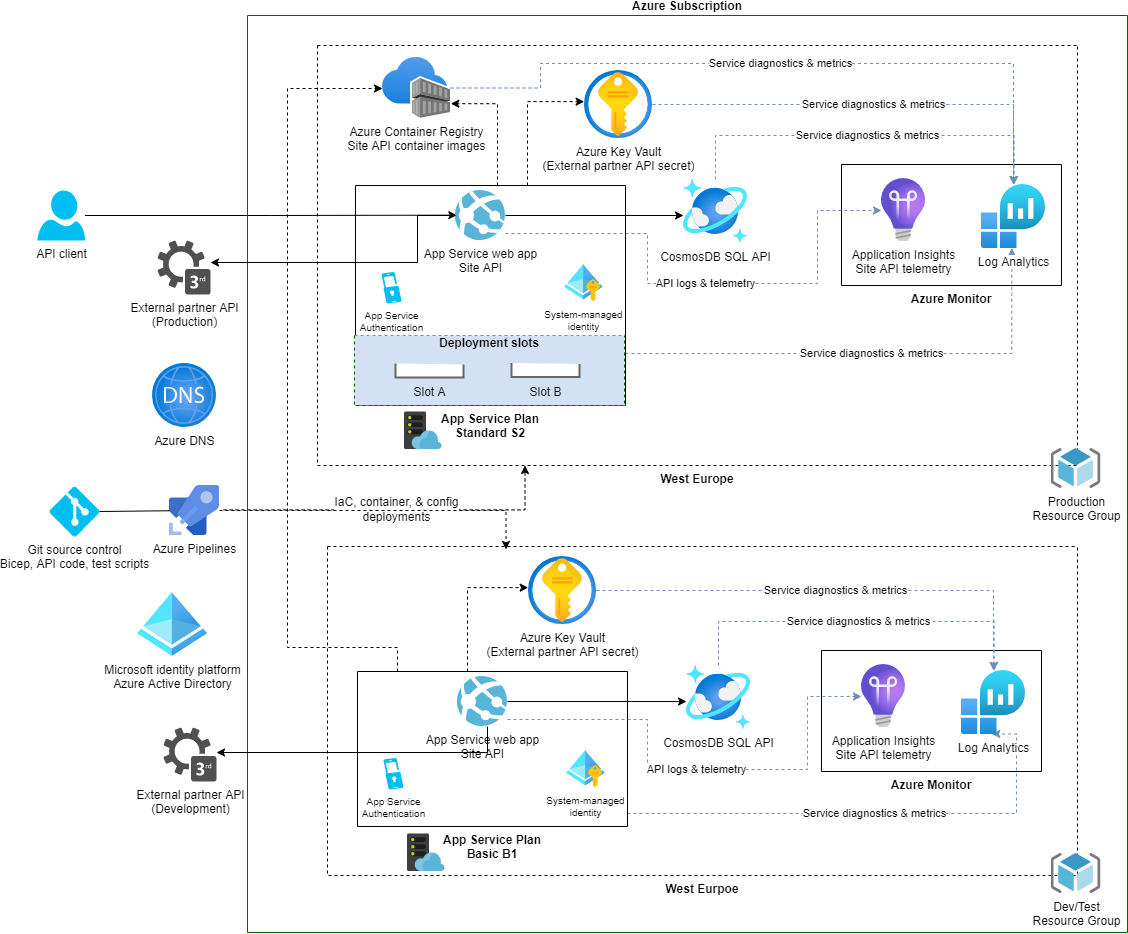 Azure Subscription
Service diagnostics & metrics
Azure Container Registry
Site API container images
Service diagnostics & metrics
Azure Key Vault
(External partner API secret)
Service diagnostics & metrics
API client
App Service web app
Site API
CosmosDB SQL API
Application Insights
Site API telemetry
Log Analytics
Azure Monitor
3rd
External partner API
(Production)
API logs & telemetry
App Service
Authentication
System-managed
identity
Deployment slots
Slot A
Slot B
Service diagnostics & metrics
DNS
Azure DNS
App Service Plan
Standard S2
West Europe
Production
Resource Group
IaC, container, & config
deployments
Git source control
Bicep, API code, test scripts
Azure Pipelines
Azure Key Vault
(External partner API secret)
Service diagnostics & metrics
Service diagnostics & metrics
Microsoft identity platform
Azure Active Directory
App Service web app
Site API
CosmosDB SQL API
Application Insights
Site API telemetry
Log Analytics
Azure Monitor
3rd
External partner API
(Development)
API logs & telemetry
App Service
Authentication
System-managed
identity
Service diagnostics & metrics
App Service Plan
Basic B1
West Eurpoe
Dev/Test
Resource Group